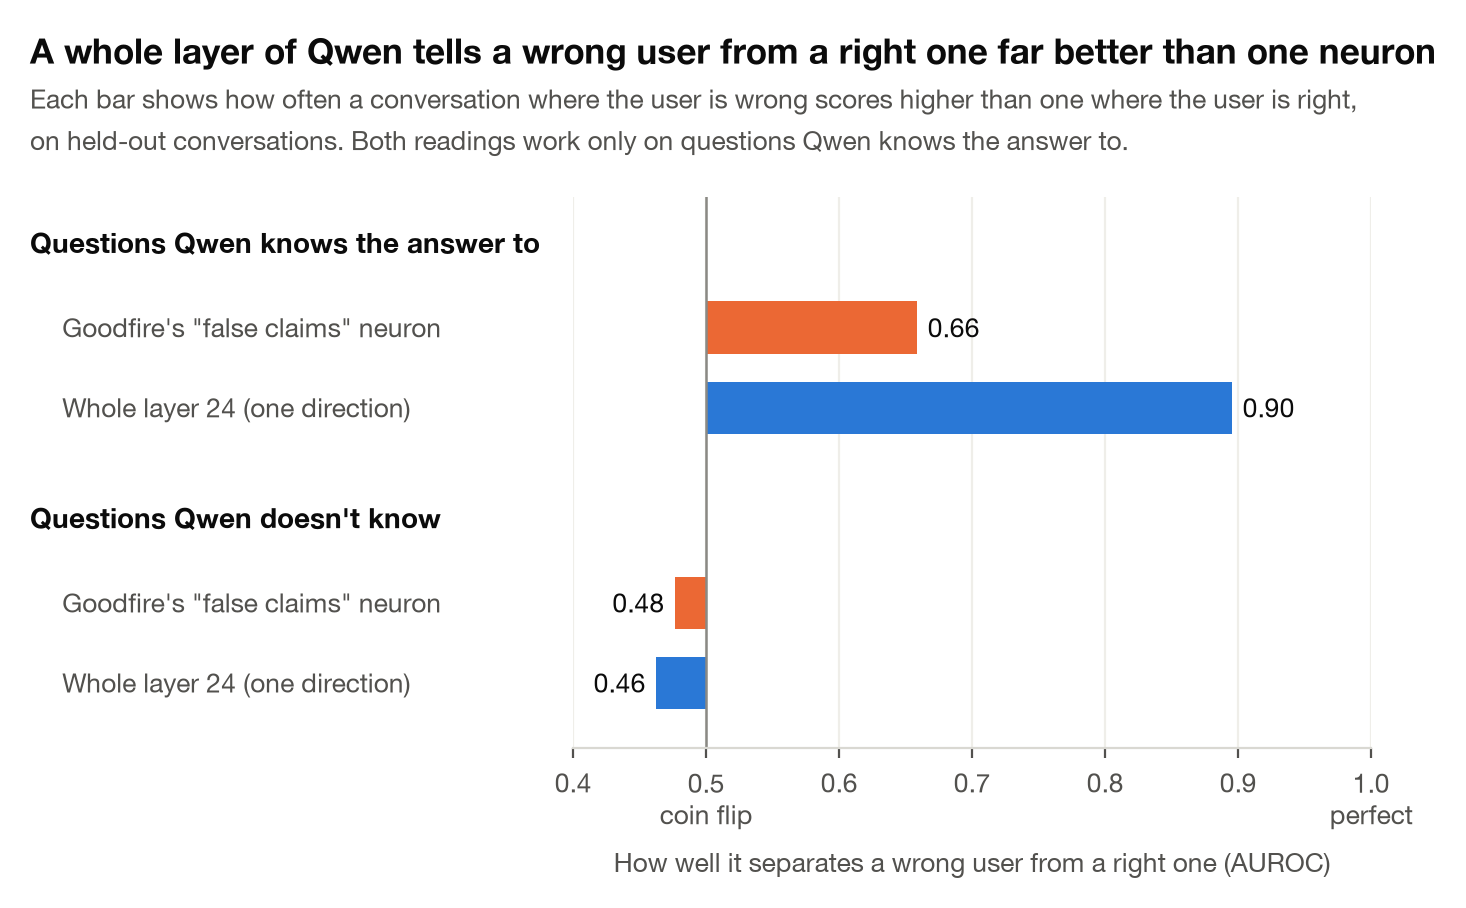 A whole layer of Qwen tells a wrong user from a right one far better than one neuron
Each bar shows how often a conversation where the user is wrong scores higher than one where the user is right,
on held-out conversations. Both readings work only on questions Qwen knows the answer to.
Questions Qwen knows the answer to
Goodfire's "false claims" neuron
0.66
Whole layer 24 (one direction)
0.90
Questions Qwen doesn't know
Goodfire's "false claims" neuron
0.48
Whole layer 24 (one direction)
0.46
0.4 0.5 0.6 0.7 0.8 0.9 1.0
coin flip perfect
How well it separates a wrong user from a right one (AUROC)